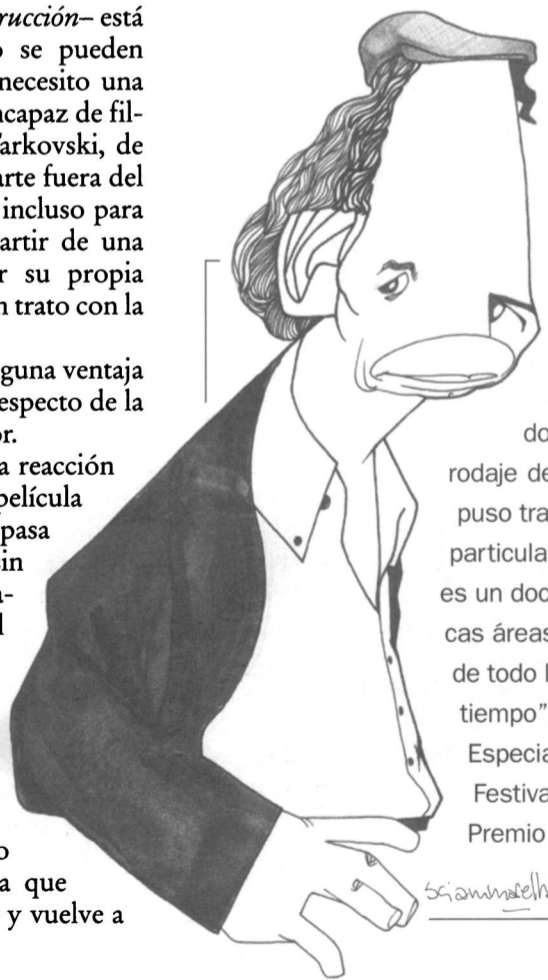 rucción– está
se pueden
necesito una
ncapaz de fil-
arkovski, de
arte fuera del
incluso para
artir de una
r su propia
n trato con la
guna ventaja
especto de la
or.
a reacción
película
pasa
in
a-
l
o
a que
y vuelve a
do
rodaje de
puso tra
particula
es un doc
cas áreas
de todo l
tiempo"
Especia
Festiva
Premio